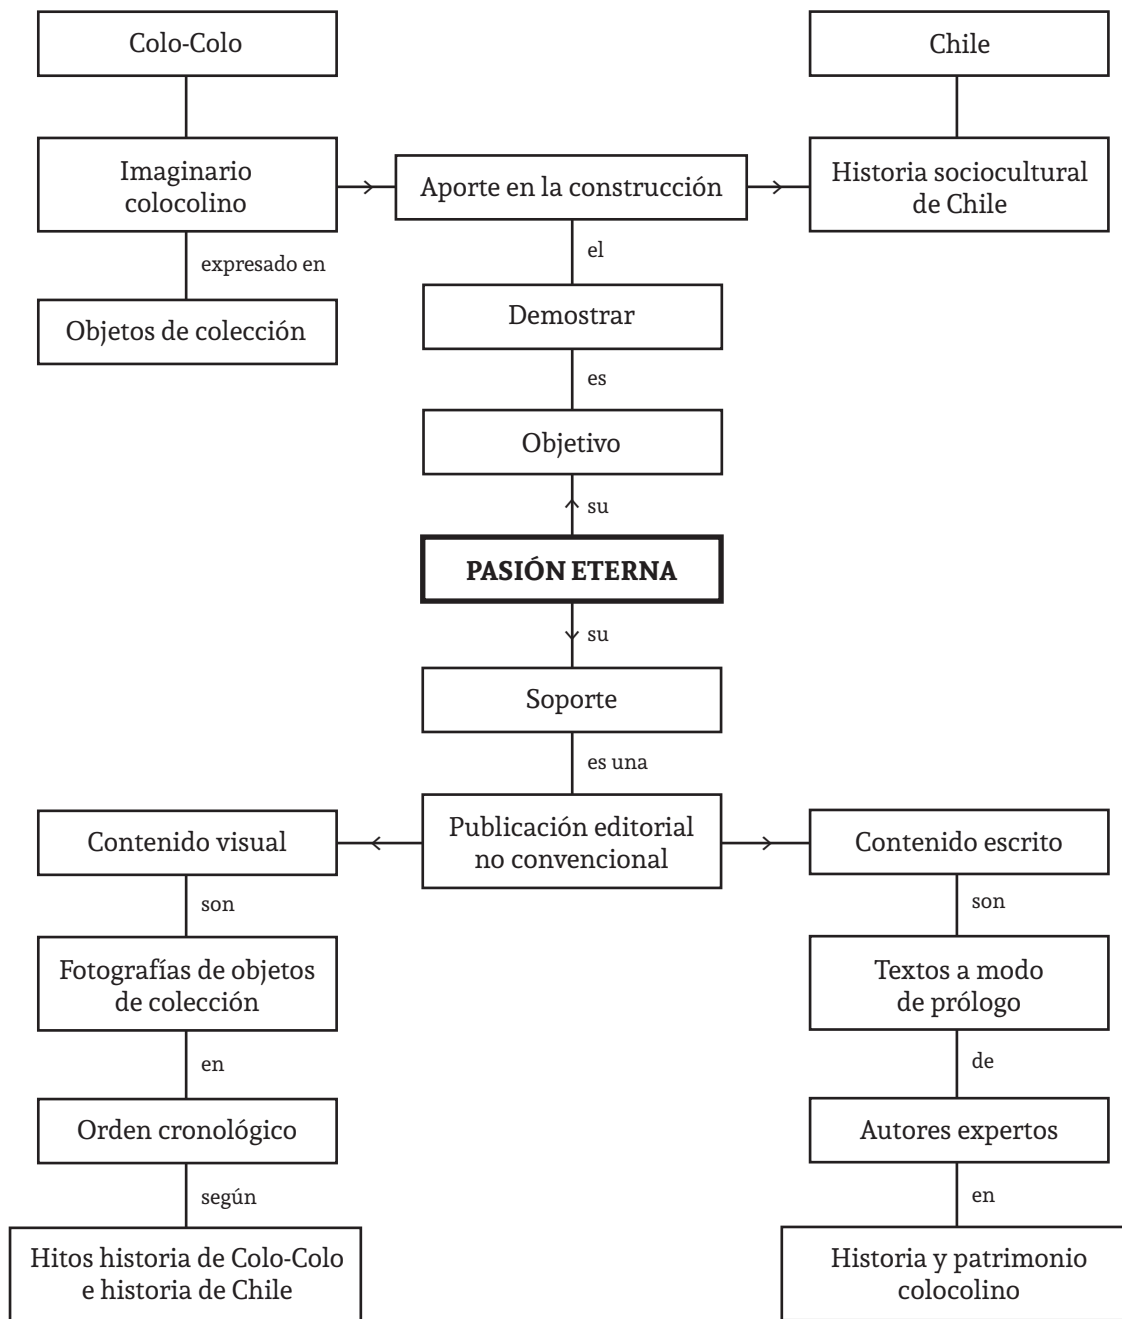 Colo-Colo
Chile
Imaginario
colocolino
Aporte en la construcción
Historia sociocultural
de Chile
expresado en
el
Objetos de colección
Demostrar
es
Objetivo
su
PASIÓN ETERNA
su
Soporte
es una
Contenido visual
Publicación editorial
no convencional
Contenido escrito
son
son
Fotografías de objetos
de colección
Textos a modo
de prólogo
en
de
Orden cronológico
Autores expertos
según
en
Hitos historia de Colo-Colo
e historia de Chile
Historia y patrimonio
colocolino